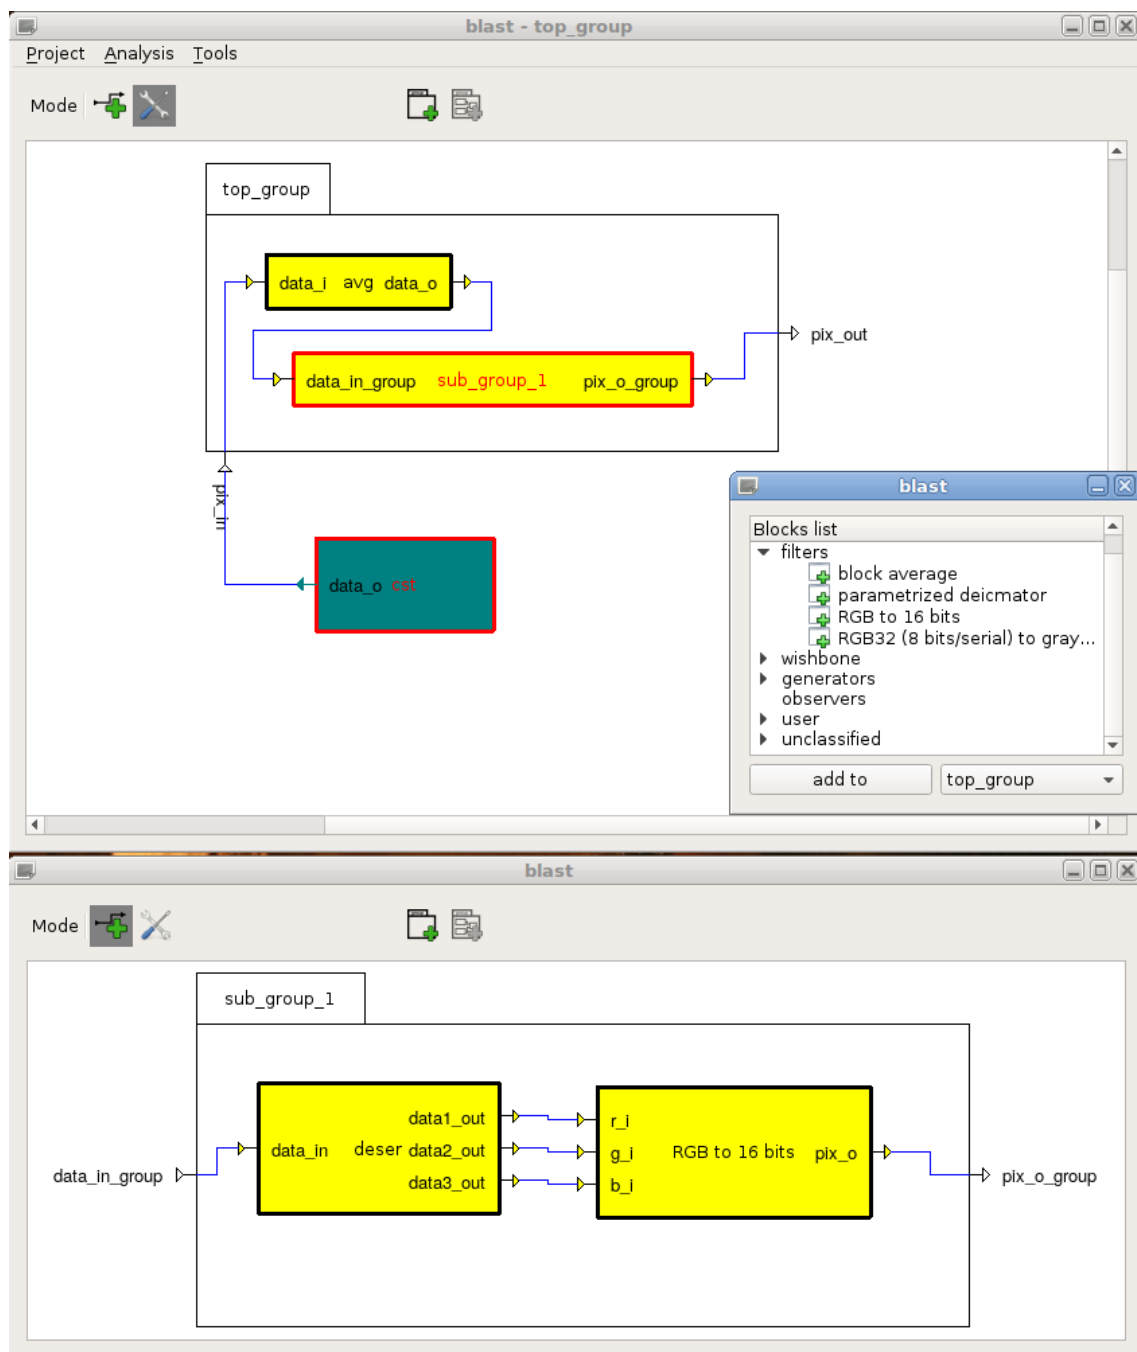 blast - top_group
Project Analysis Tools
Mode
top_group
data_i avg data_o
pix_out
data_in_group sub_group_1 pix_o_group
pix_in
data_o cst
blast
Blocks list
filters
block average
parametrized deicmator
RGB to 16 bits
RGB32 (8 bits/serial) to gray...
wishbone
generators
observers
user
unclassified
add to top_group
blast
Mode
sub_group_1
data1_out r_i
data_in deser data2_out g_i RGB to 16 bits pix_o
data3_out b_i
data_in_group pix_o_group